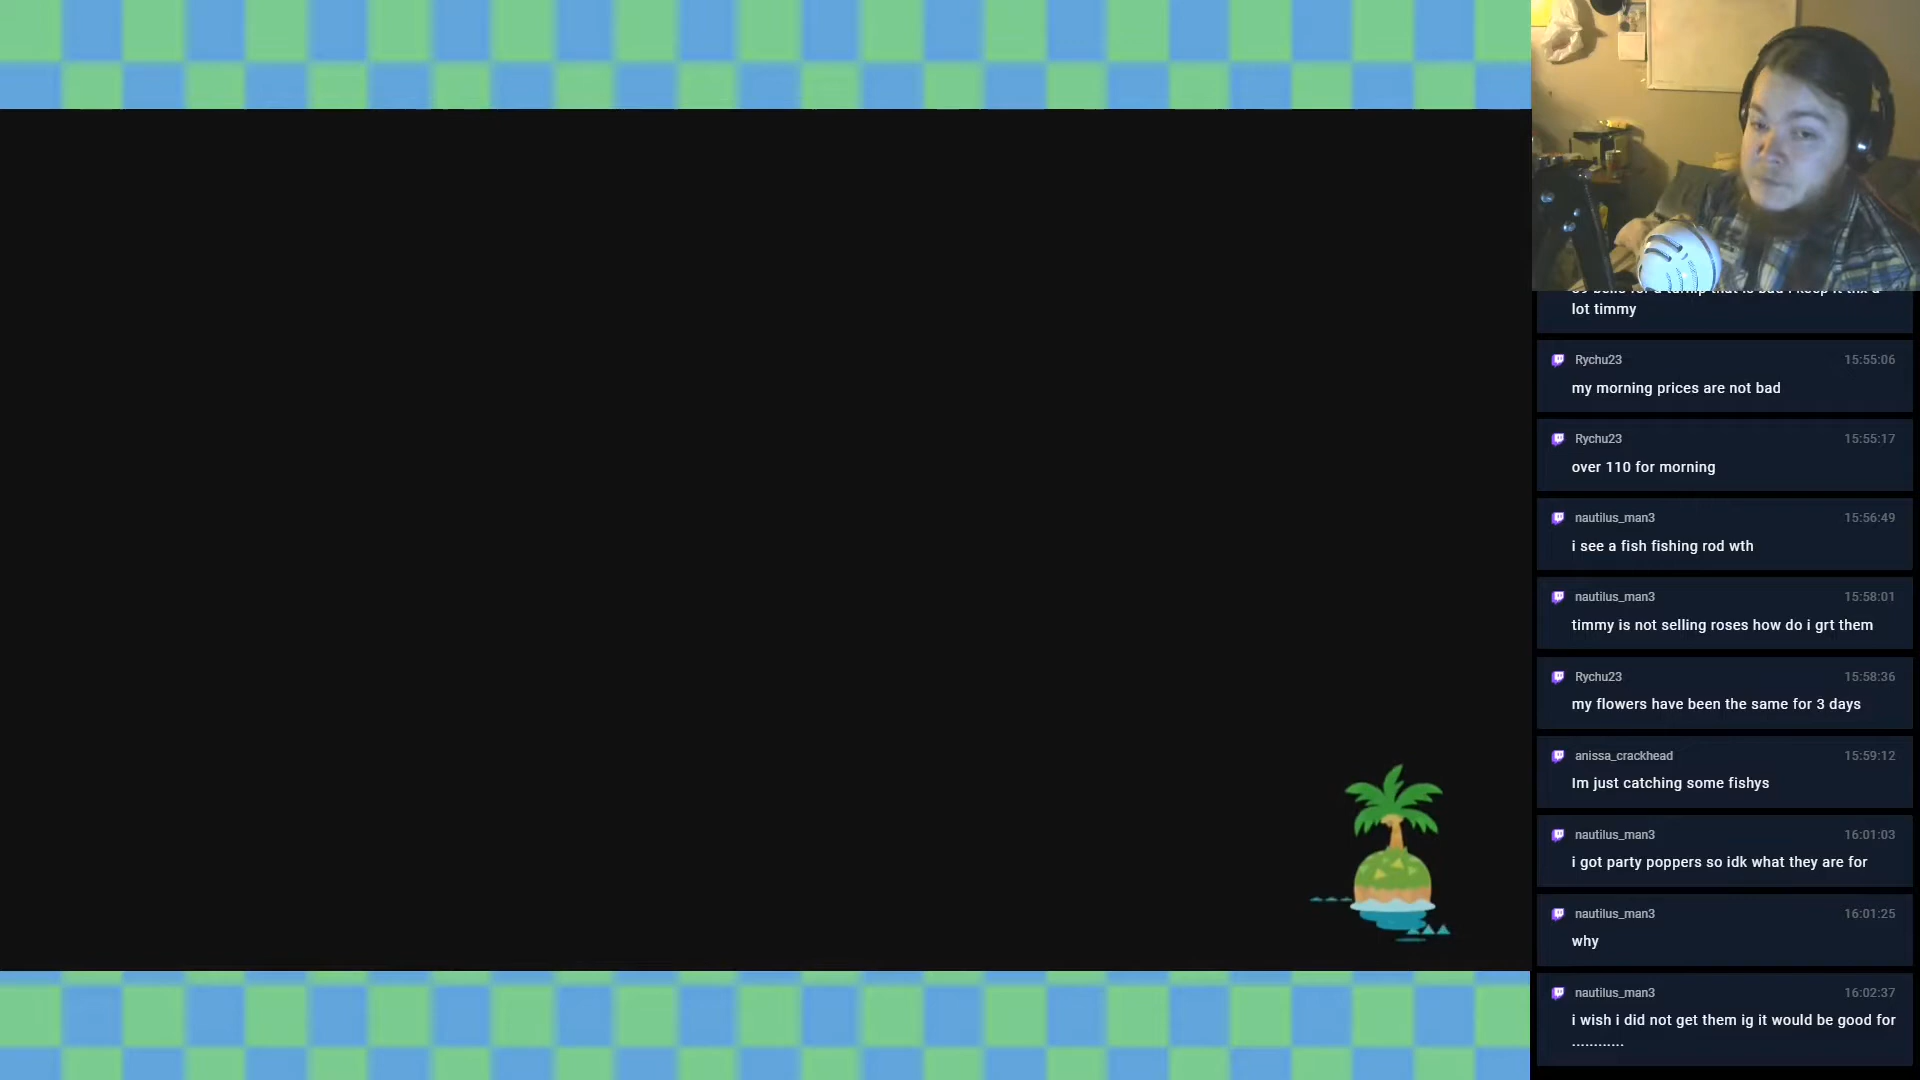 lot timmy
Rychu23 15:55:06
my morning prices are not bad
Rychu23 15:55:17
over 110 for morning
nautilus_man3 15:56:49
i see a fish fishing rod wth
nautilus_man3 15:58:01
timmy is not selling roses how do i grt them
Rychu23 15:58:36
my flowers have been the same for 3 days
anissa_crackhead 15:59:12
Im just catching some fishys
nautilus_man3 16:01:03
i got party poppers so idk what they are for
nautilus_man3 16:01:25
why
nautilus_man3 16:02:37
i wish i did not get them ig it would be good for
............